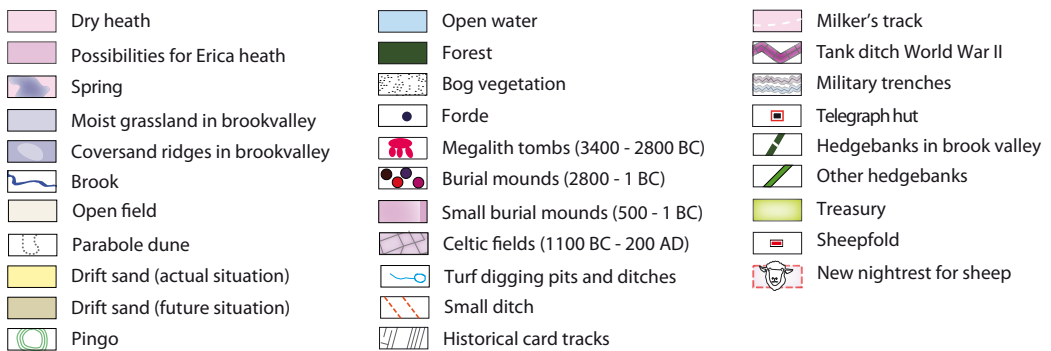 Dry heath
Possibilities for Erica heath
Spring
Moist grassland in brookvalley
Coversand ridges in brookvalley
Brook
Open field
Parabole dune
Drift sand (actual situation)
Drift sand (future situation)
Pingo
Open water
Forest
Bog vegetation
Forde
Megalith tombs (3400 - 2800 BC)
Burial mounds (2800 - 1 BC)
Small burial mounds (500 - 1 BC)
Celtic fields (1100 BC - 200 AD)
Turf digging pits and ditches
Small ditch
Historical card tracks
Milker's track
Tank ditch World War II
Military trenches
Telegraph hut
Hedgebanks in brook valley
Other hedgebanks
Treasury
Sheepfold
New nightrest for sheep